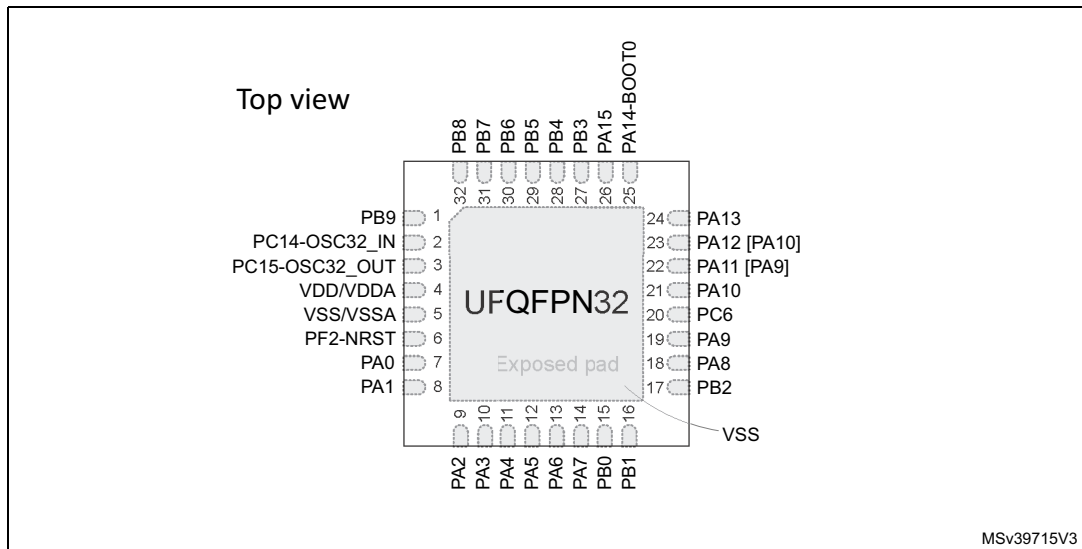 Top view
PB8
PB7
PB6
PB5
PB4
PB3
PA15
PA14-BOOT0
32
31
30
29
28
27
26
25
PB9 1
PC14-OSC32_IN 2
PC15-OSC32_OUT 3
VDD/VDDA 4
VSS/VSSA 5
PF2-NRST 6
PA0 7
PA1 8
UFQFPN32
Exposed pad
24 PA13
23 PA12 [PA10]
22 PA11 [PA9]
21 PA10
20 PC6
19 PA9
18 PA8
17 PB2
VSS
9
10
11
12
13
14
15
16
PA2
PA3
PA4
PA5
PA6
PA7
PB0
PB1
MSv39715V3